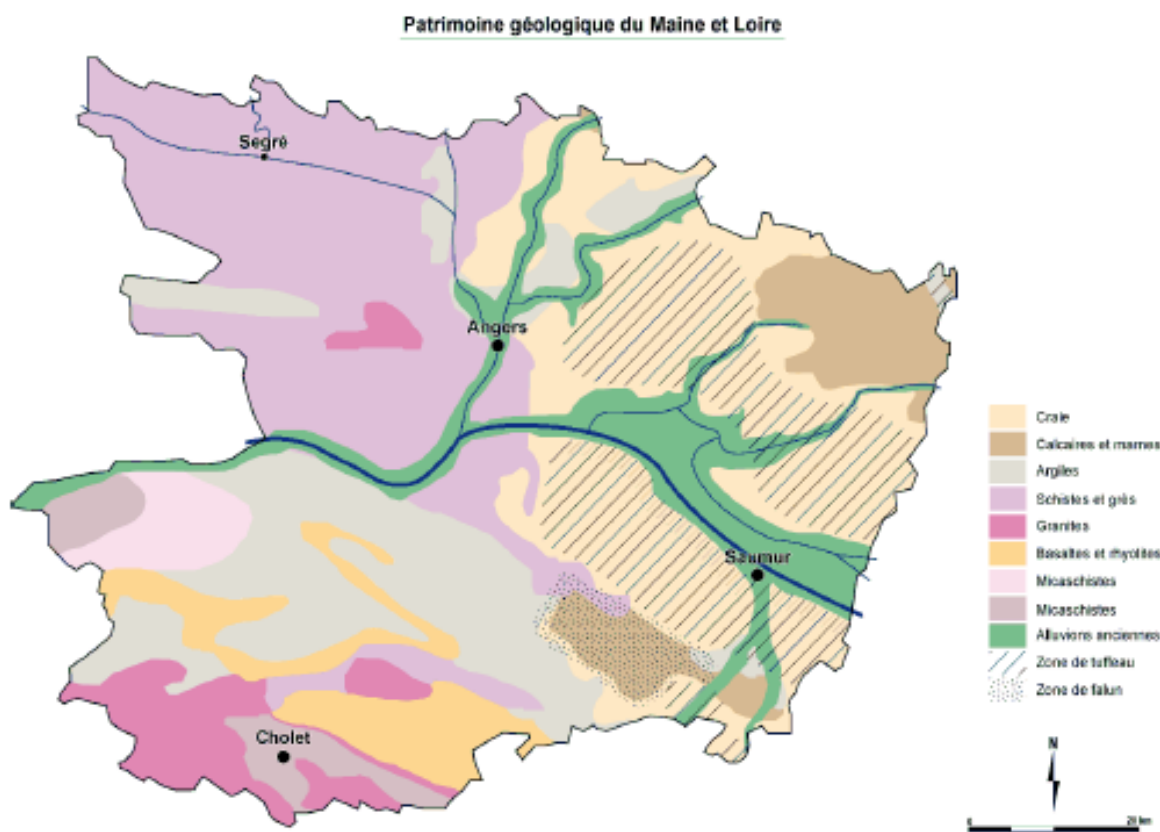 Patrimoine géologique du Maine et Loire
Segré
Angers
Saumur
Cholet
Craie
Calcaires et marnes
Argiles
Schistes et grès
Granites
Basaltes et rhyolites
Micaschistes
Micaschistes
Alluvions anciennes
Zone de tuffeau
Zone de falun
N
0
20 km